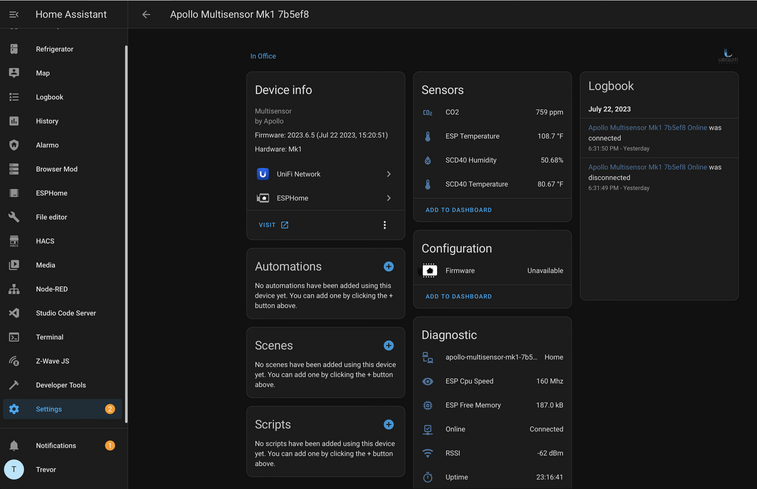 Home Assistant
Apollo Multisensor Mk1 7b5ef8
Refrigerator
Map
Logbook
History
Alarmo
Browser Mod
ESPHome
File editor
HACS
Media
Node-RED
Studio Code Server
Terminal
Z-Wave JS
Developer Tools
Settings
2
Notifications
1
T
Trevor
In Office
Device info
Multisensor
by Apollo
Firmware: 2023.6.5 (Jul 22 2023, 15:20:51)
Hardware: Mk1
UniFi Network
ESPHome
VISIT
Automations
No automations have been added using this
device yet. You can add one by clicking the +
button above.
Scenes
No scenes have been added using this device
yet. You can add one by clicking the + button
above.
Scripts
No scripts have been added using this device
yet. You can add one by clicking the + button
above.
Sensors
CO2 759 ppm
ESP Temperature 108.7 °F
SCD40 Humidity 50.68%
SCD40 Temperature 80.67 °F
ADD TO DASHBOARD
Configuration
Firmware Unavailable
ADD TO DASHBOARD
Diagnostic
apollo-multisensor-mk1-7b5... Home
ESP Cpu Speed 160 Mhz
ESP Free Memory 187.0 kB
Online Connected
RSSI -62 dBm
Uptime 23:16:41
Logbook
July 22, 2023
Apollo Multisensor Mk1 7b5ef8 Online was
connected
6:31:50 PM - Yesterday
Apollo Multisensor Mk1 7b5ef8 Online was
disconnected
6:31:49 PM - Yesterday